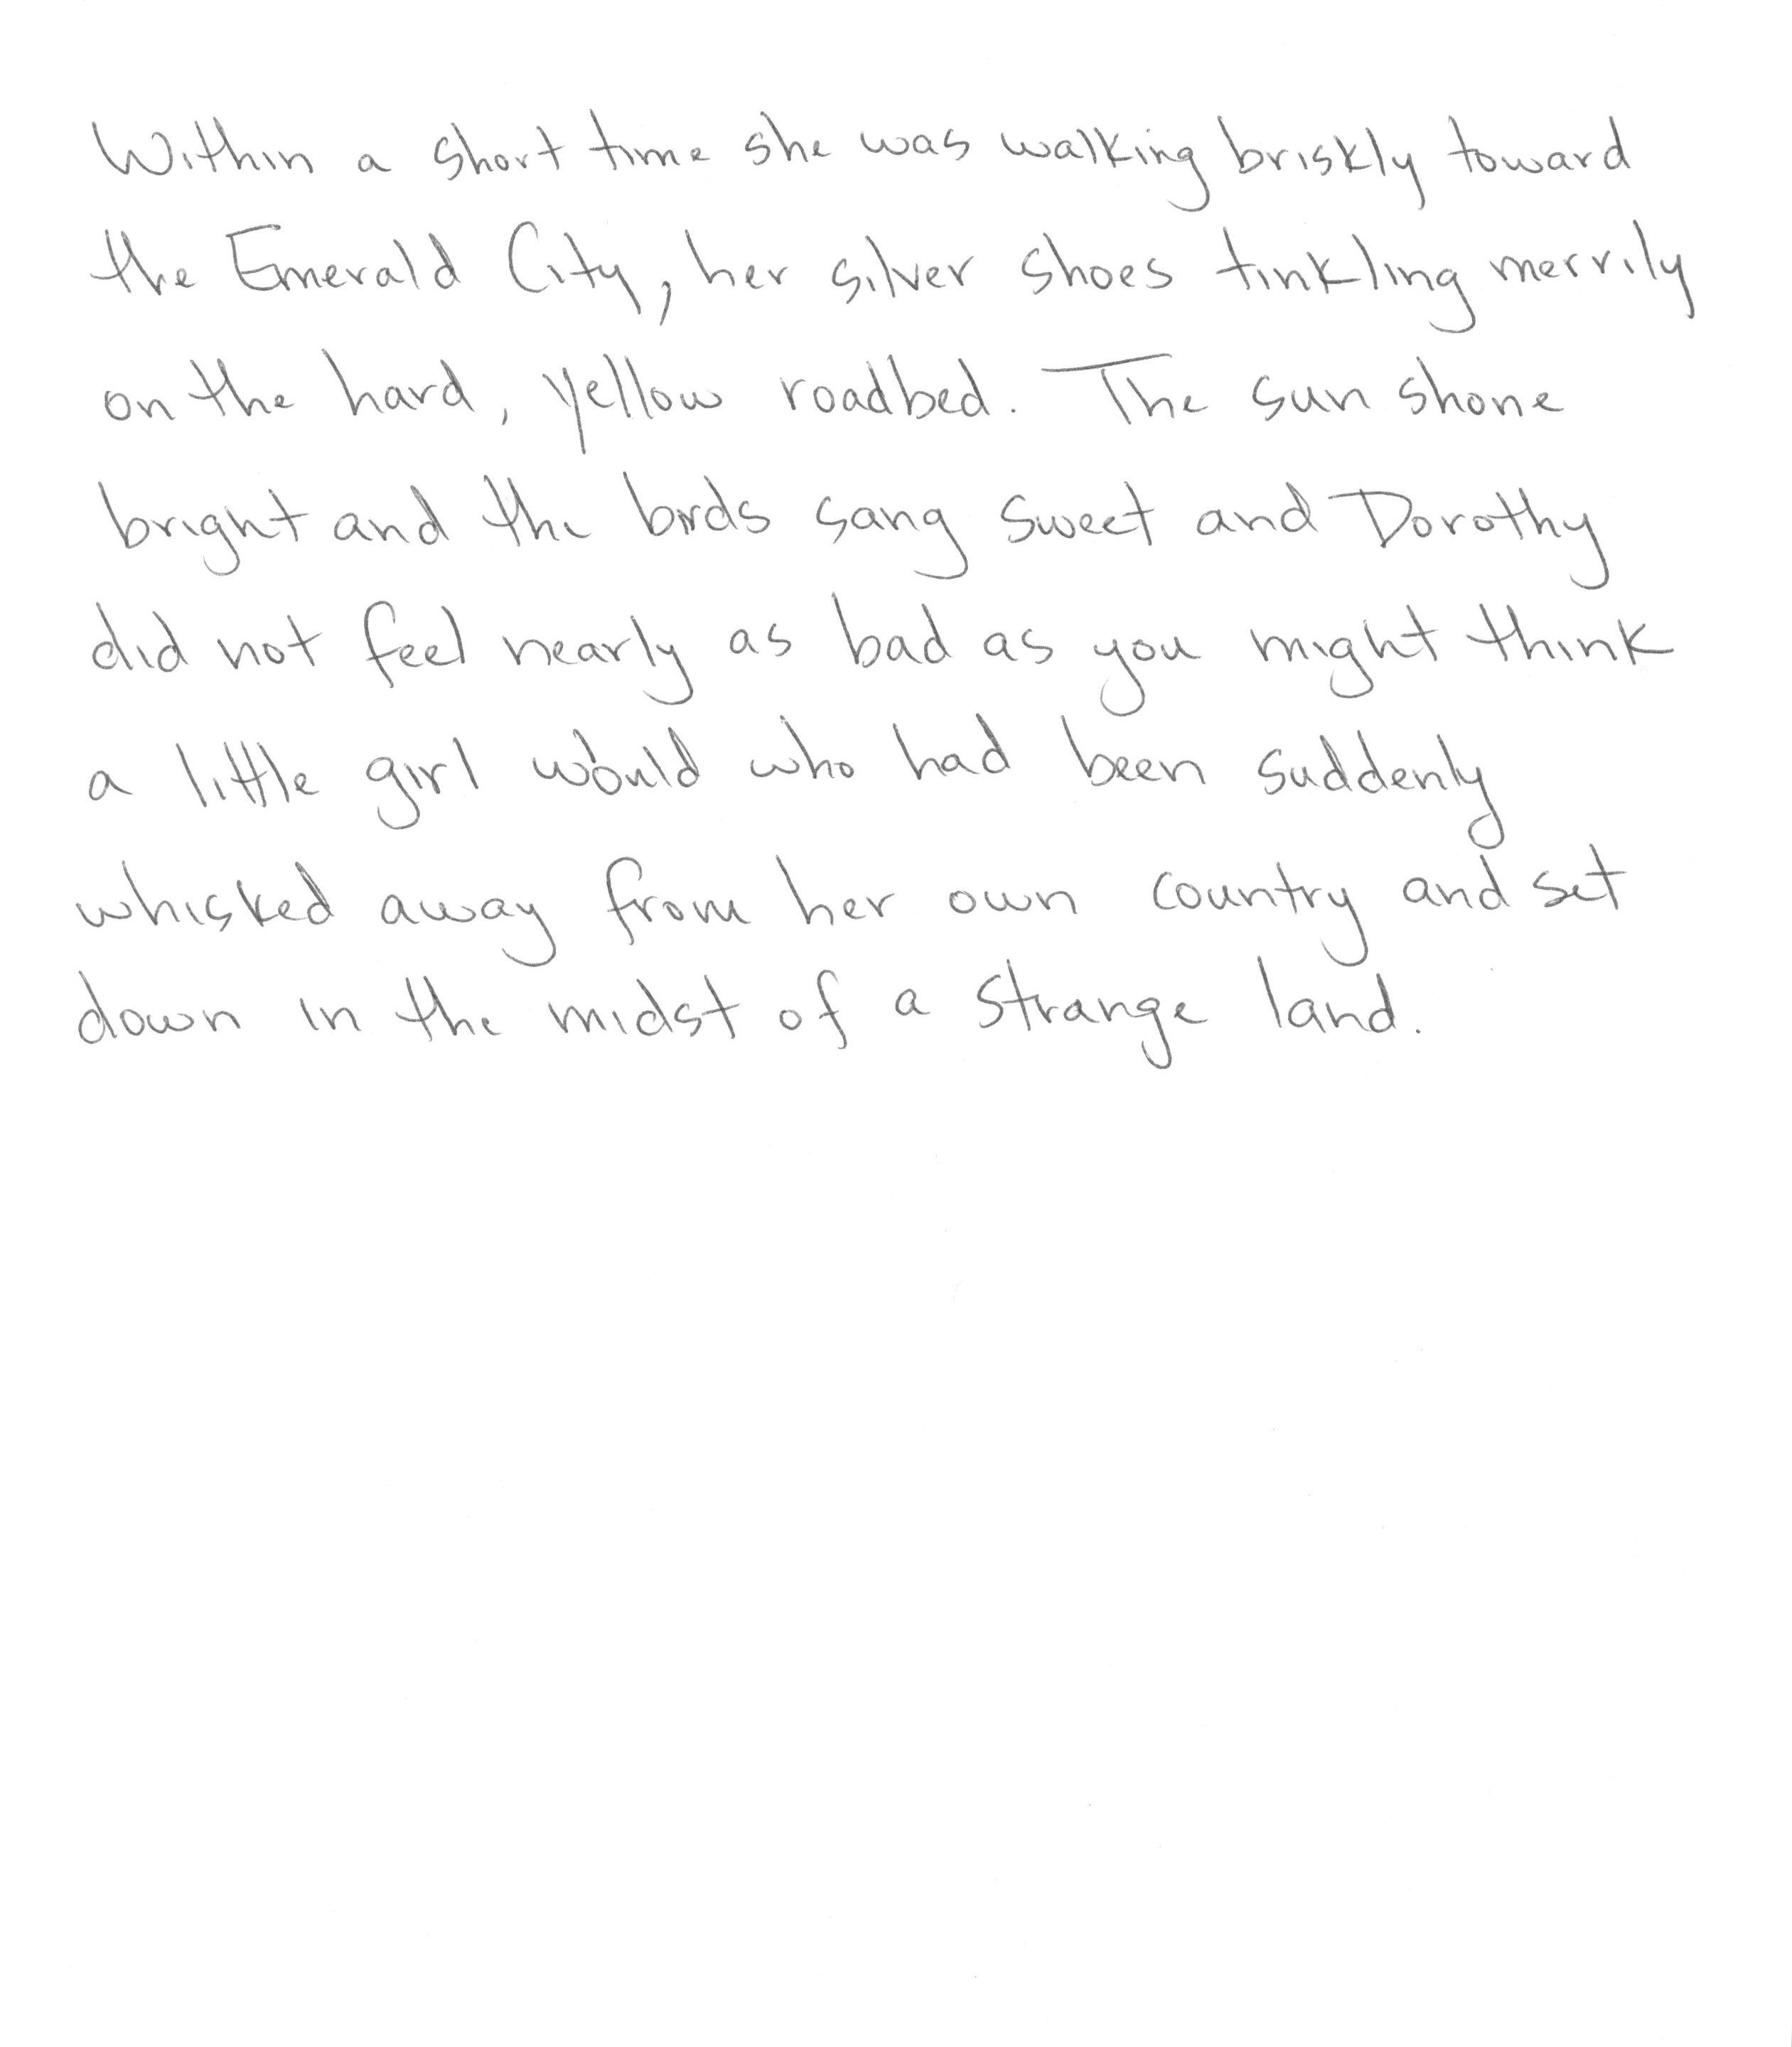 Within a short time she was walking briskly toward
the Emerald City, her silver shoes tinkling merrily
on the hard, yellow roadbed. The sun shone
bright and the birds sang sweet and Dorothy
did not feel nearly as bad as you might think
a little girl would who had been suddenly
whisked away from her own country and set
down in the midst of a strange land.